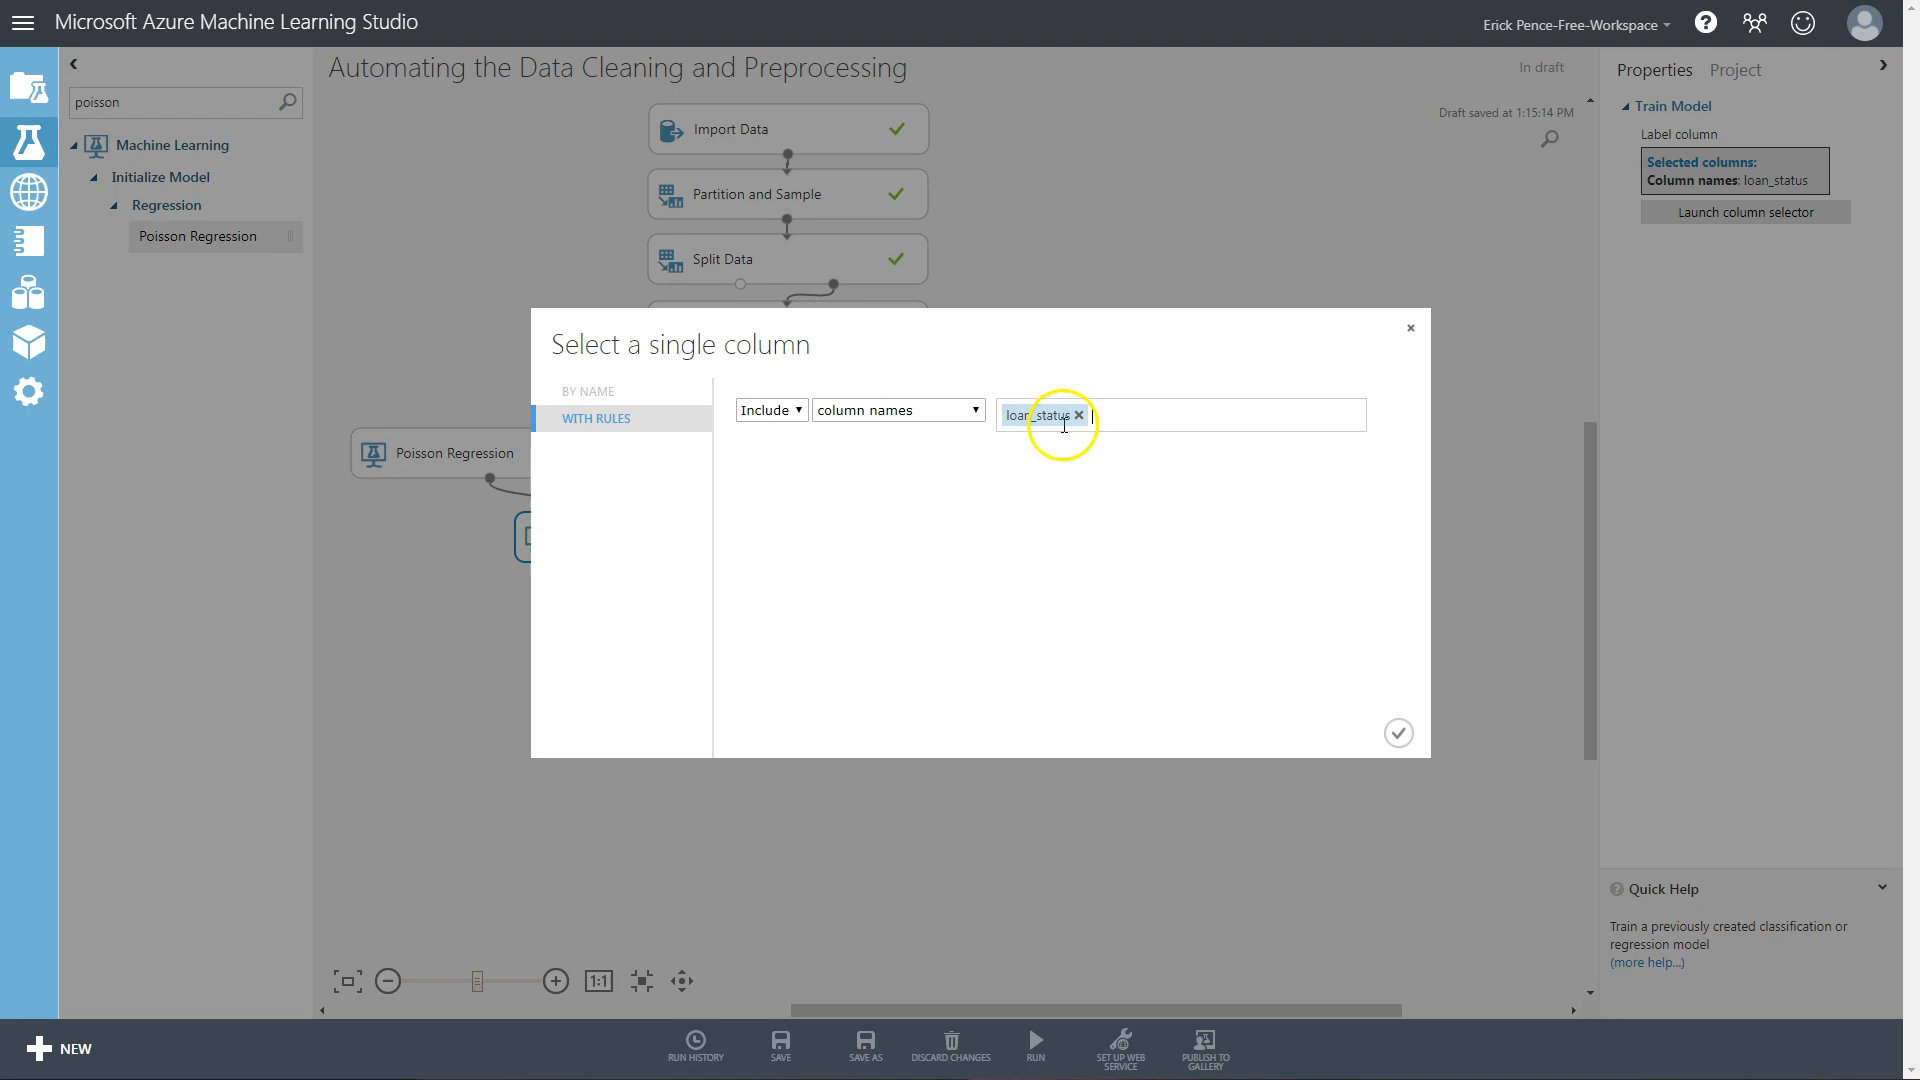 Microsoft Azure Machine Learning Studio
Erick Pence-Free-Workspace
poisson
Machine Learning
Initialize Model
Regression
Poisson Regression
Automating the Data Cleaning and Preprocessing
In draft
Draft saved at 1:15:14 PM
Import Data
Partition and Sample
Split Data
Poisson Regression
Select a single column
BY NAME
WITH RULES
Include
column names
loan_status
Properties
Project
Train Model
Label column
Selected columns:
Column names: loan_status
Launch column selector
Quick Help
Train a previously created classification or
regression model
(more help...)
1:1
NEW
RUN HISTORY
SAVE
SAVE AS
DISCARD CHANGES
RUN
SET UP WEB
SERVICE
PUBLISH TO
GALLERY